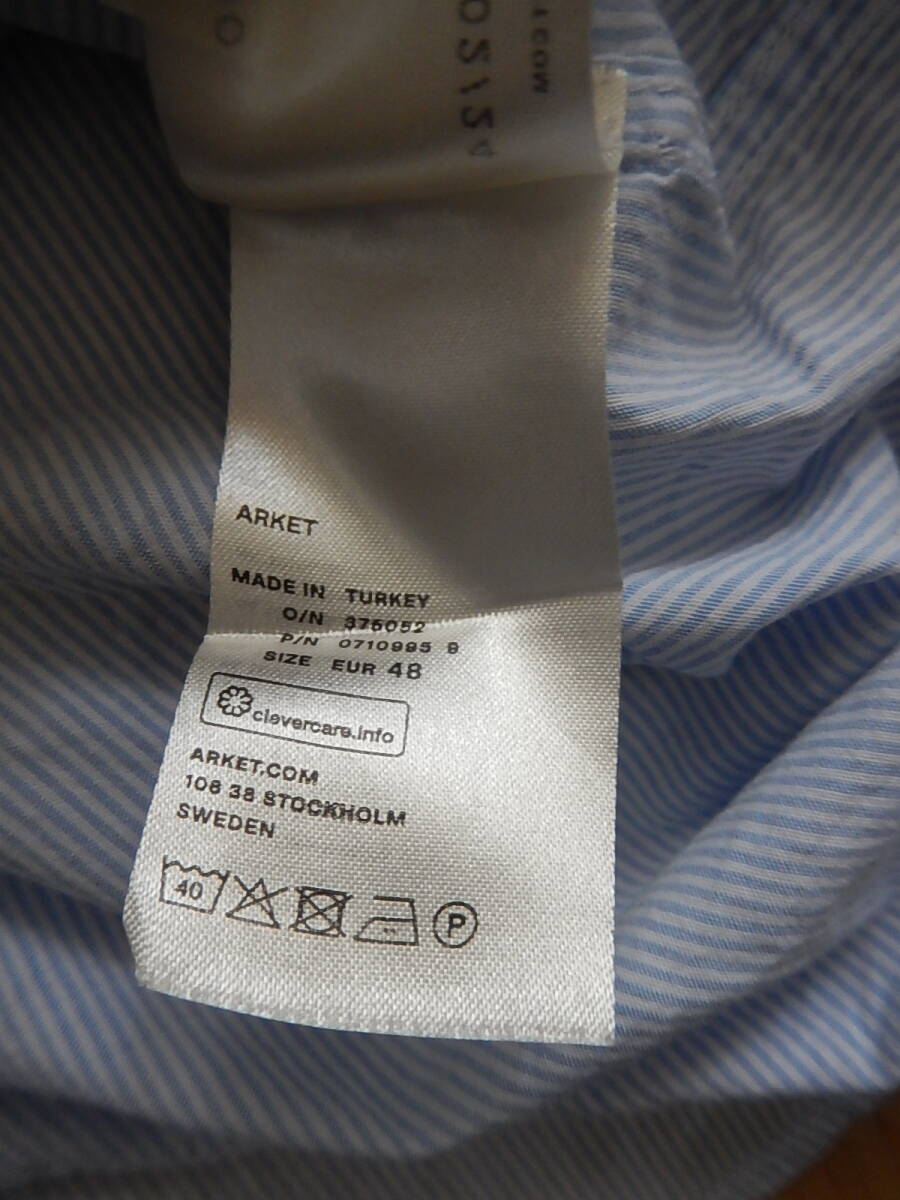 ARKET
MADE IN TURKEY
O/N 375052
P/N 0710995 9
SIZE EUR 48
clevercare.info
ARKET.COM
106 38 STOCKHOLM
SWEDEN
40
P